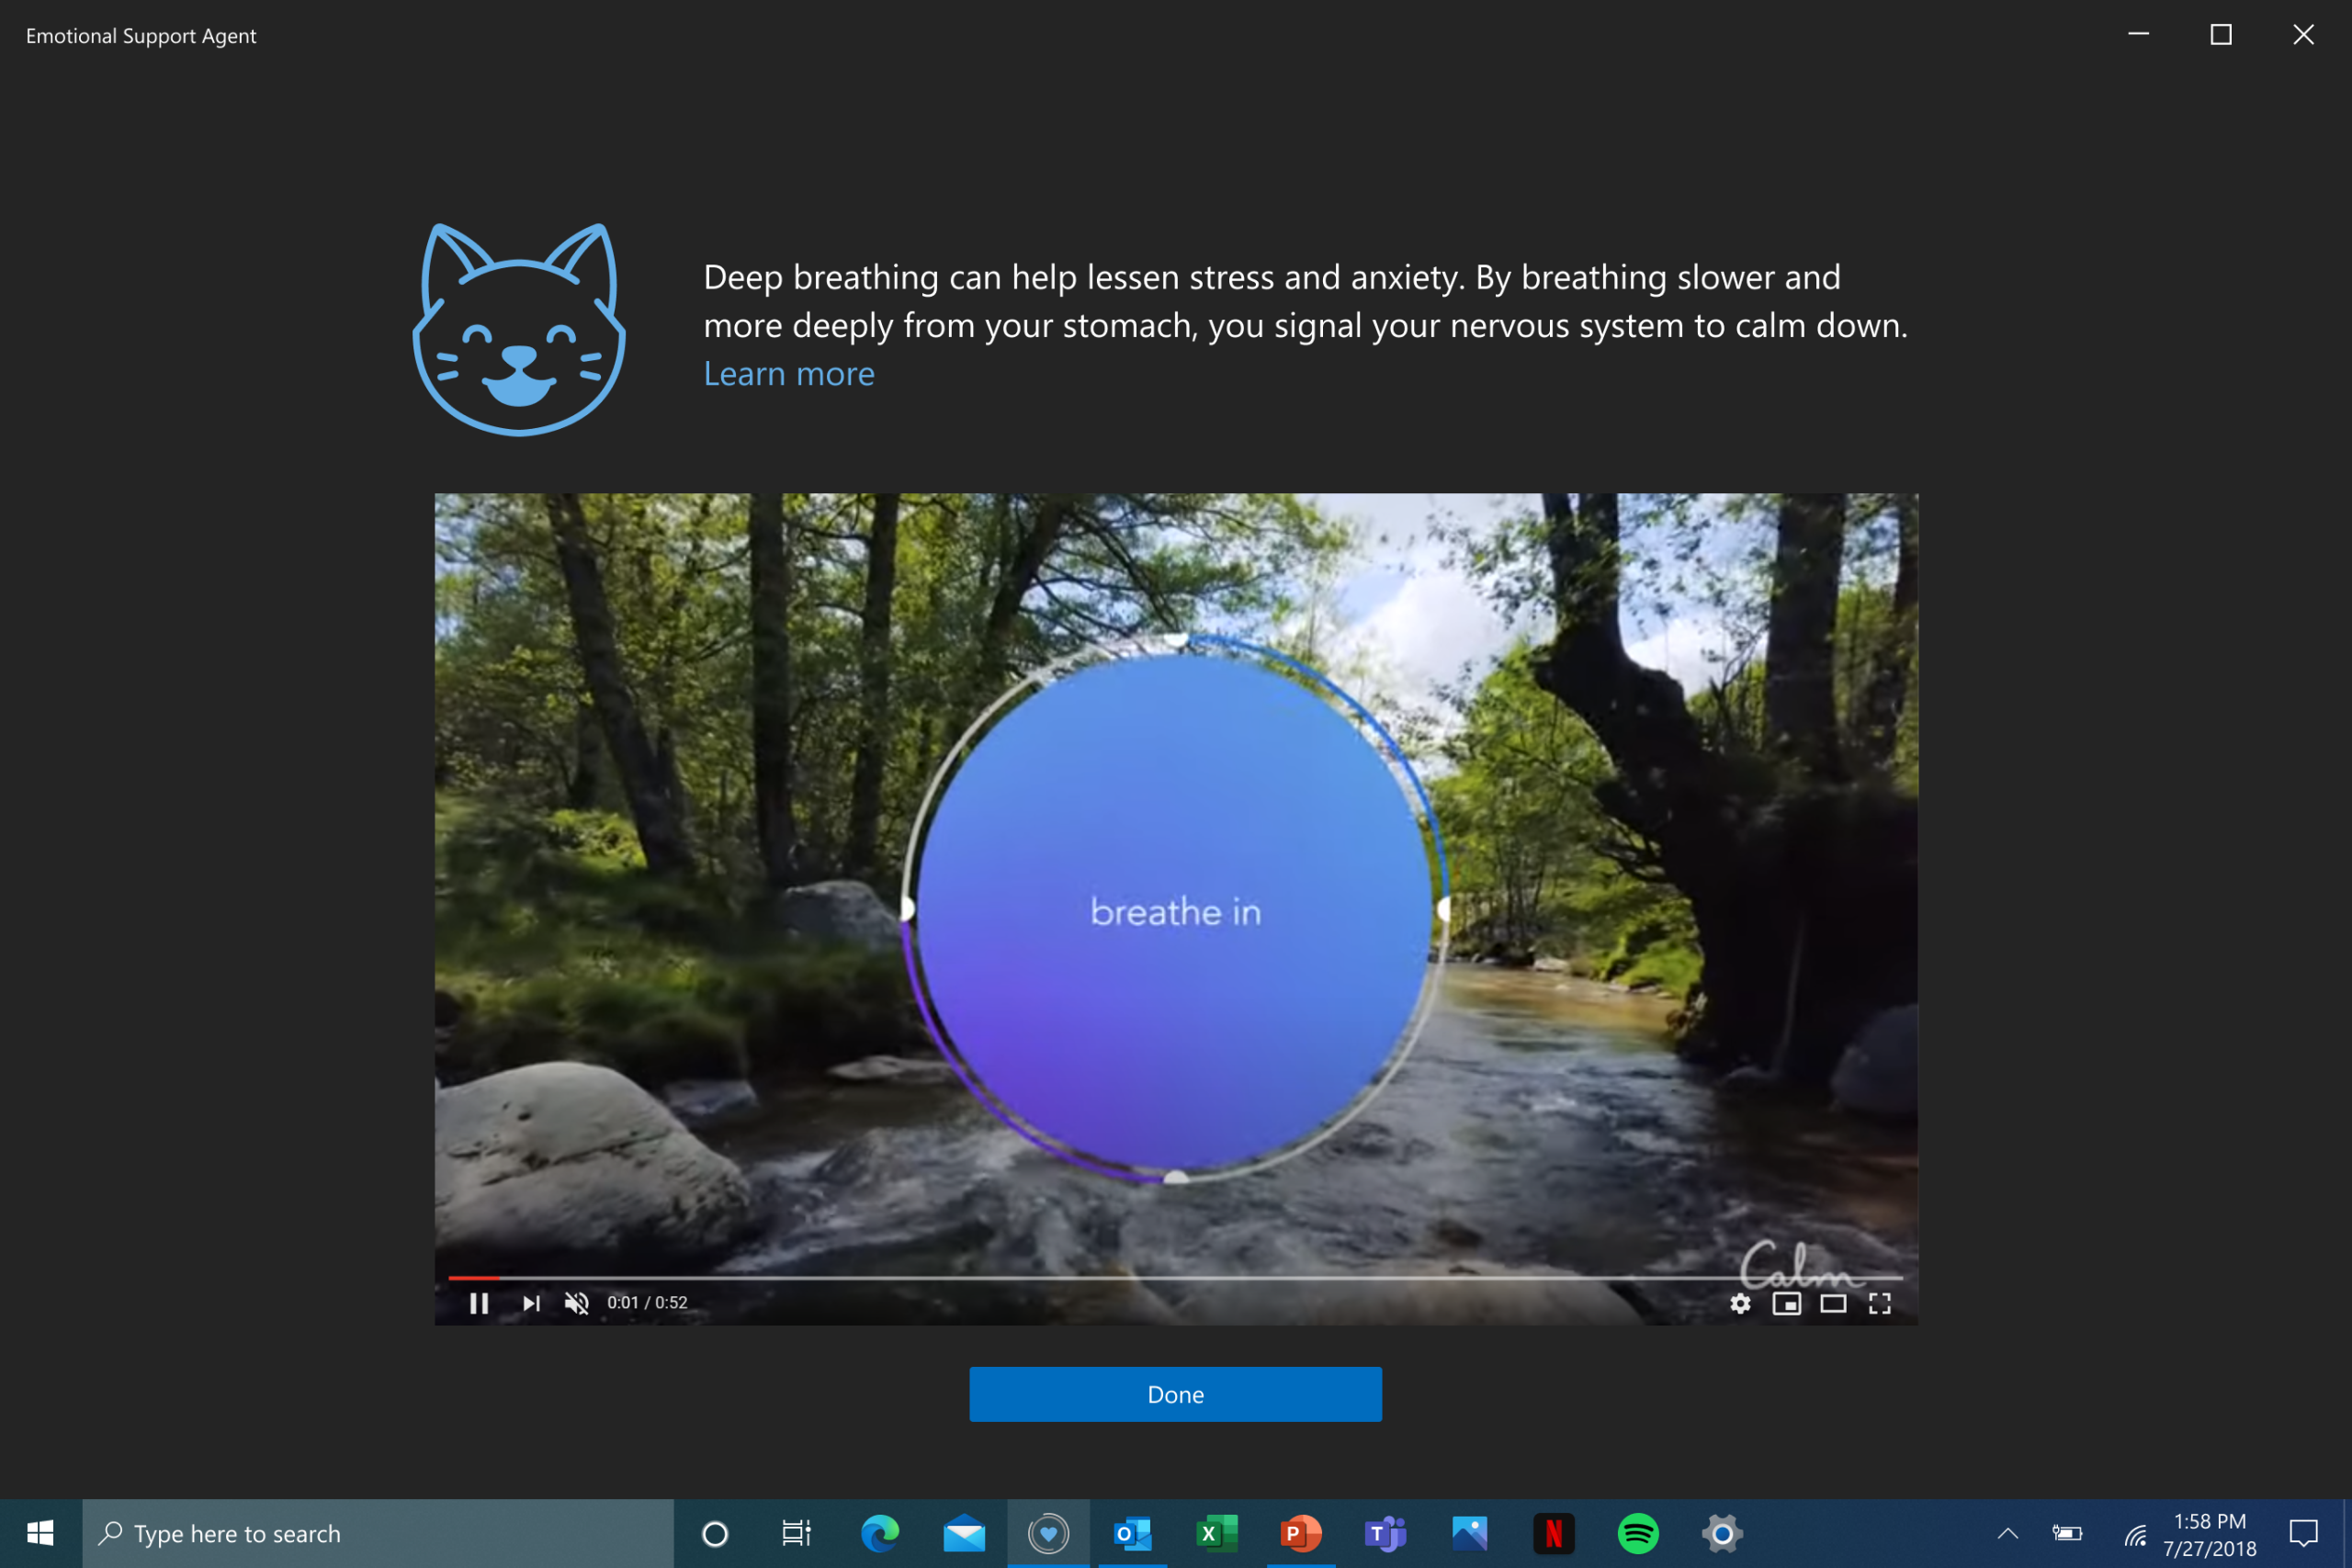 Emotional Support Agent
Deep breathing can help lessen stress and anxiety. By breathing slower and
more deeply from your stomach, you signal your nervous system to calm down.
Learn more
breathe in
Calm
0:01 / 0:52
Done
Type here to search
O
X
P
T
N
1:58 PM
7/27/2018